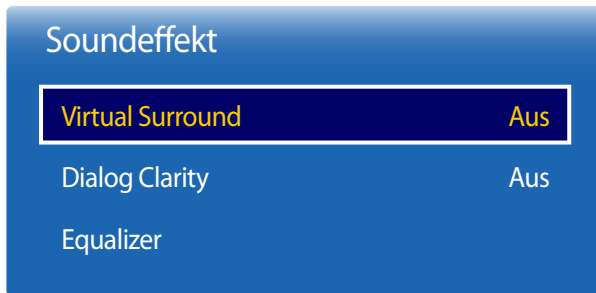 Soundeffekt
Virtual Surround Aus
Dialog Clarity Aus
Equalizer